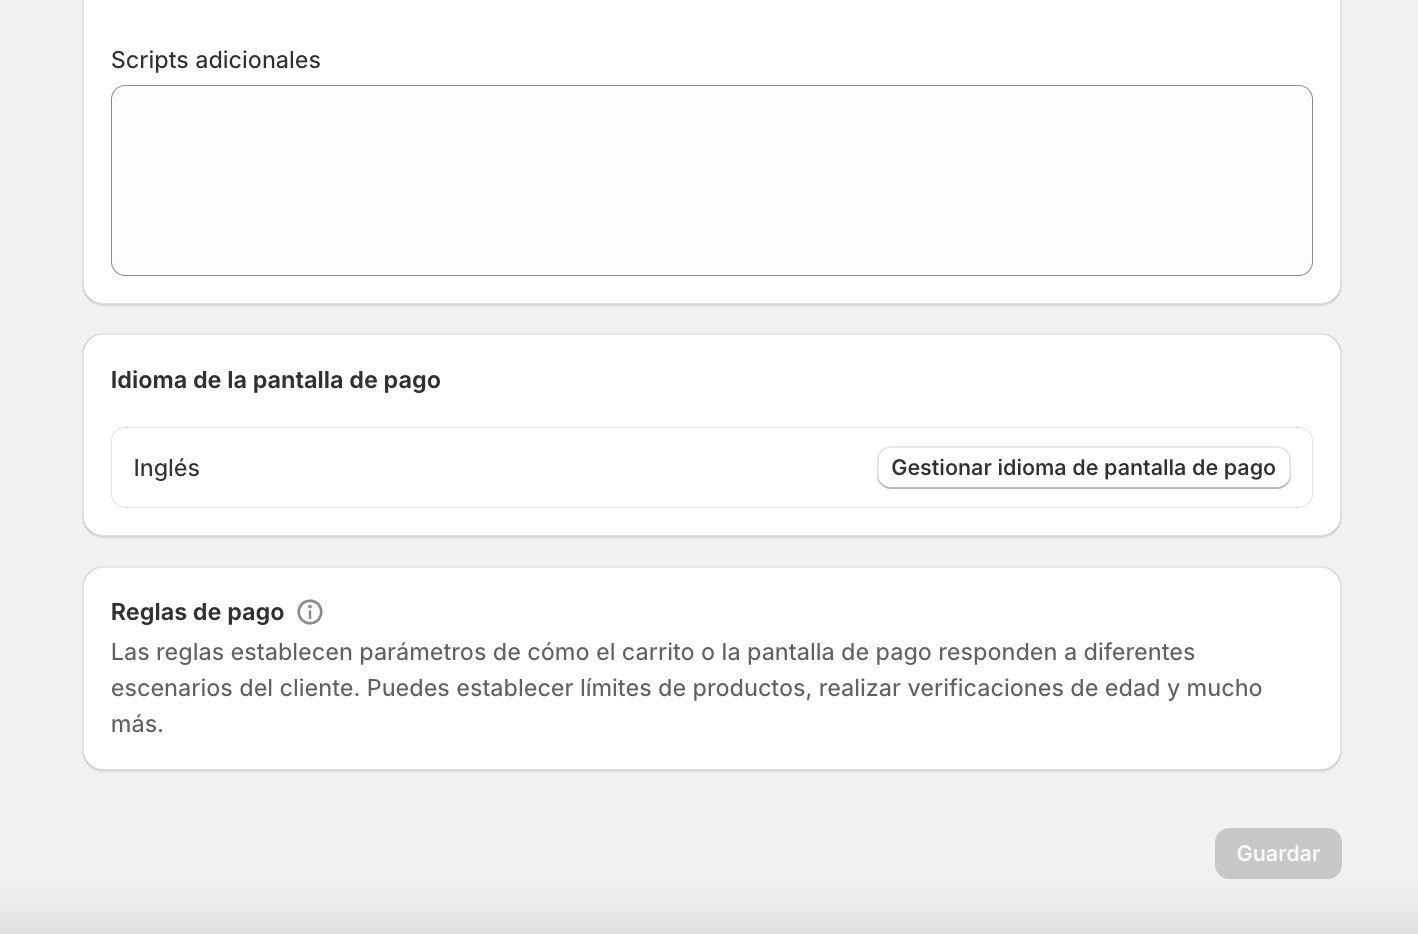 Scripts adicionales
Idioma de la pantalla de pago
Inglés
Gestionar idioma de pantalla de pago
Reglas de pago
Las reglas establecen parámetros de cómo el carrito o la pantalla de pago responden a diferentes
escenarios del cliente. Puedes establecer límites de productos, realizar verificaciones de edad y mucho
más.
Guardar